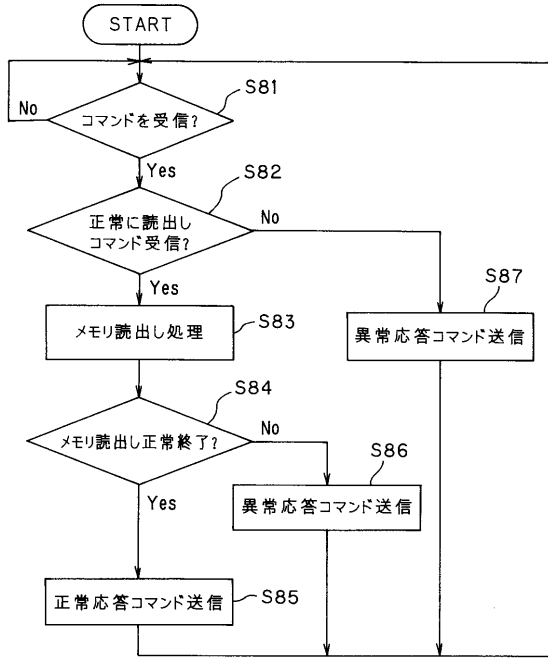 START
S81
No
コマンドを受信?
Yes
S82
正常に読出し
コマンド受信?
No
Yes
S83
メモリ読出し処理
S87
異常応答コマンド送信
S84
メモリ読出し正常終了?
No
Yes
S86
異常応答コマンド送信
正常応答コマンド送信
S85